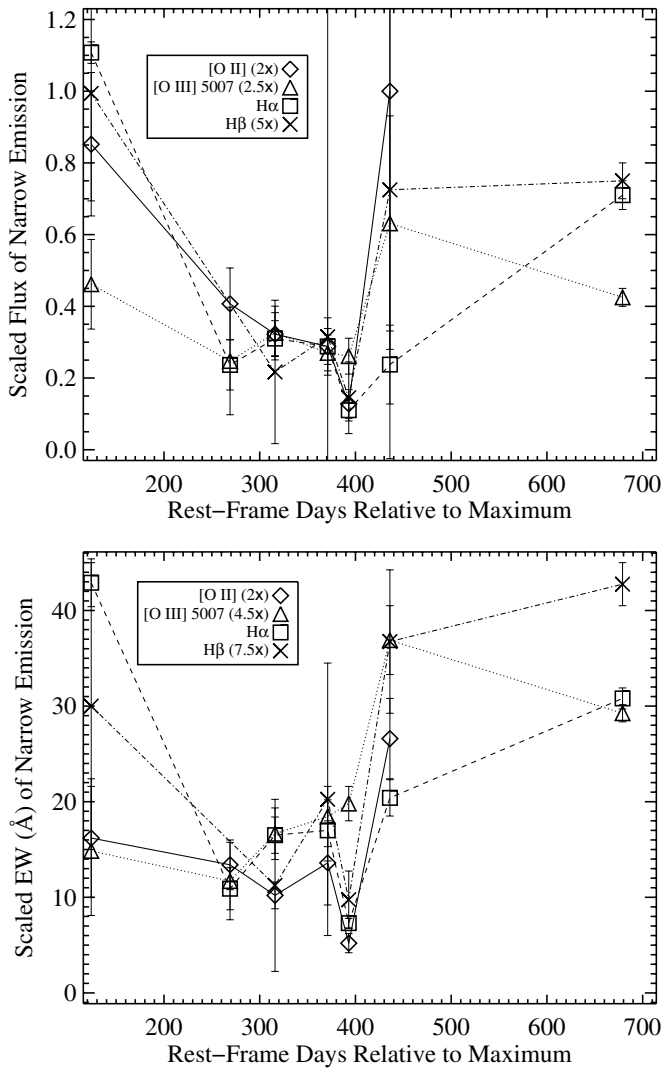 1.2
1.0
0.8
0.6
0.4
0.2
0.0
Scaled Flux of Narrow Emission
[O II] (2x)
[O III] 5007 (2.5x)
Hα
Hβ (5x)
200 300 400 500 600 700
Rest−Frame Days Relative to Maximum
40
30
20
10
0
Scaled EW (Å) of Narrow Emission
[O II] (2x)
[O III] 5007 (4.5x)
Hα
Hβ (7.5x)
200 300 400 500 600 700
Rest−Frame Days Relative to Maximum